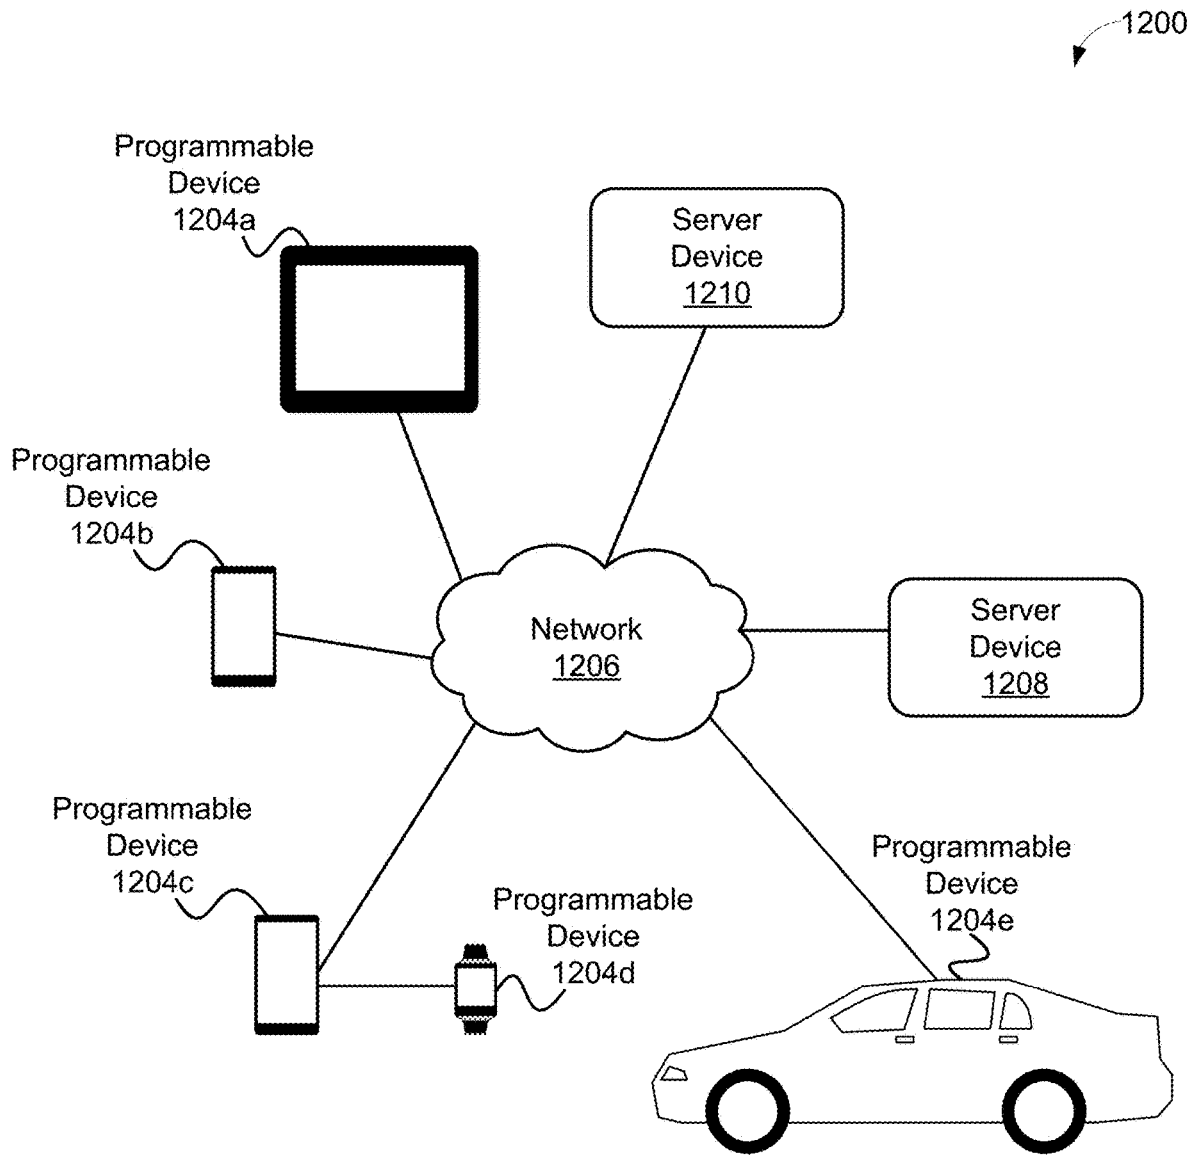 1200
Programmable
Device
1204a
Server
Device
1210
Programmable
Device
1204b
Network
1206
Server
Device
1208
Programmable
Device
1204c
Programmable
Device
1204d
Programmable
Device
1204e